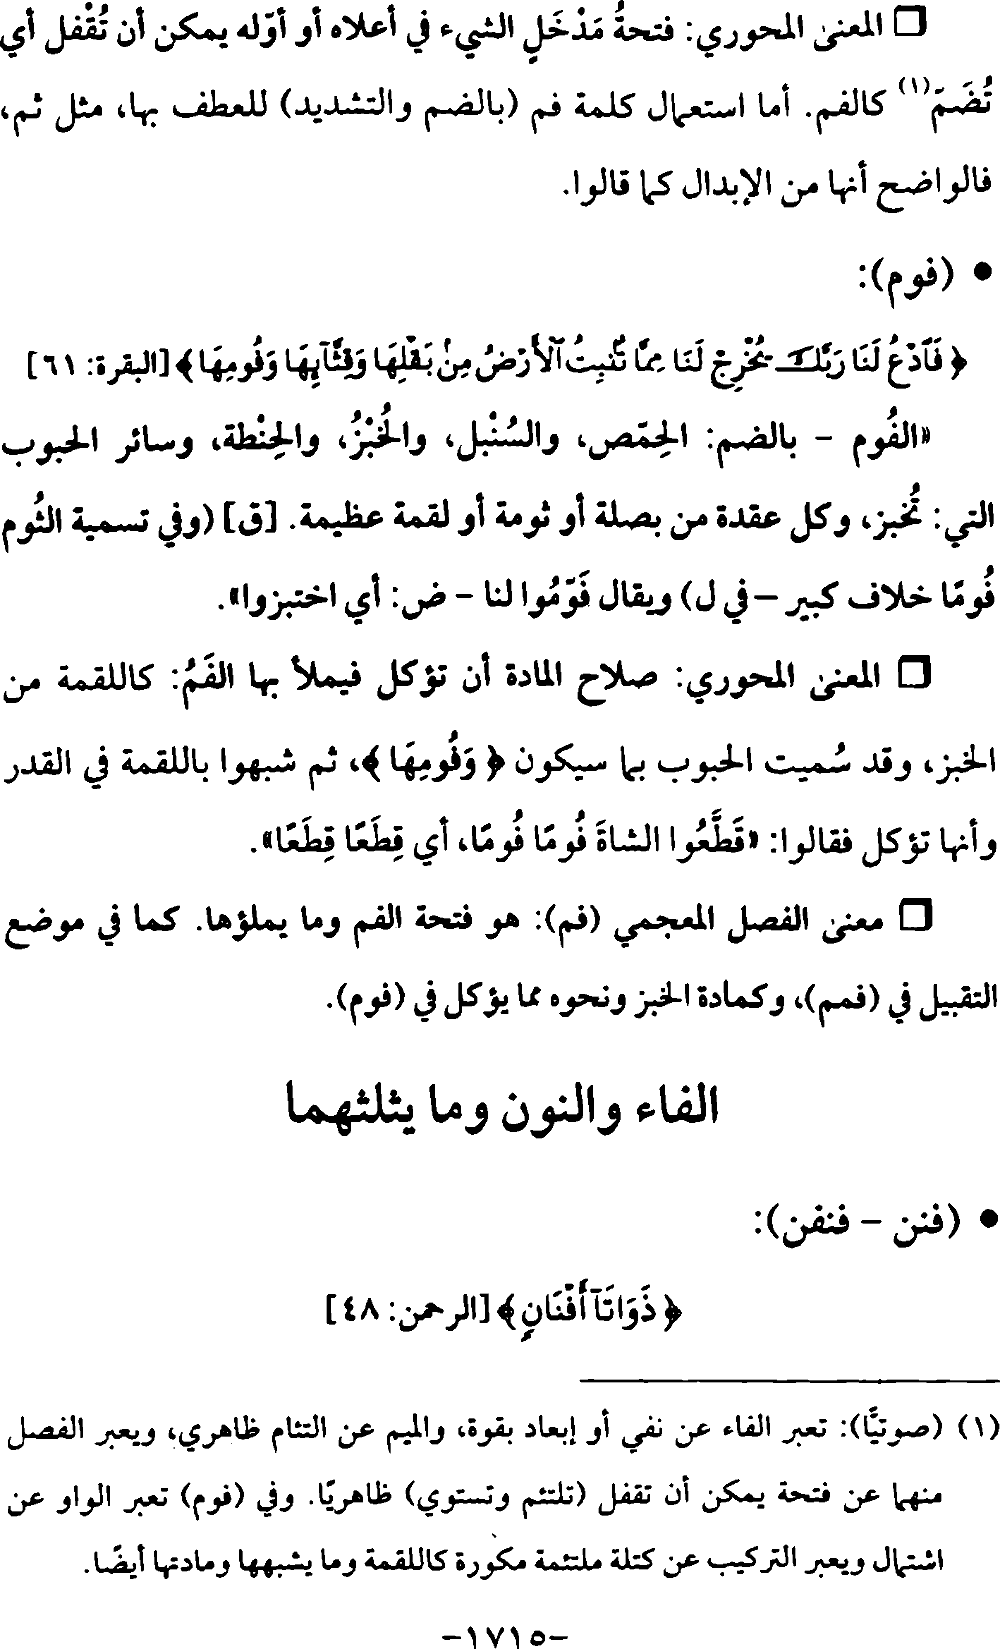 ❒ المعنى المحوري: فتحةُ مَدْخَلِ الشيء في أعلاه أو أوّله يمكن أن تُقْفل أي
تُضَمّ(١) كالفم. أما استعمال كلمة فم (بالضم والتشديد) للعطف بها، مثل ثم،
فالواضح أنها من الإبدال كما قالوا.
• (فوم):
﴿ فَٱدْعُ لَنَا رَبَّكَ يُخْرِجْ لَنَا مِمَّا تُنۢبِتُ ٱلْأَرْضُ مِنۢ بَقْلِهَا وَقِثَّآئِهَا وَفُومِهَا ﴾ [البقرة: ٦١]
«الفُوم - بالضم: الحِمّص، والسُنْبل، والخُبْزُ، والحِنْطة، وسائر الحبوب
التي: تُخبز، وكل عقدة من بصلة أو ثومة أو لقمة عظيمة. [ق] (وفي تسمية الثُوم
فُومًا خلاف كبير – في ل) ويقال فَوّمُوا لنا - ض: أي اختبزوا».
❒ المعنى المحوري: صلاح المادة أن تؤكل فيملأ بها الفَمُ: كاللقمة من
الخبز، وقد سُميت الحبوب بما سيكون ﴿ وَفُومِهَا ﴾، ثم شبهوا باللقمة في القدر
وأنها تؤكل فقالوا: «قَطَّعُوا الشاةَ فُومًا فُومًا، أي قِطَعًا قِطَعًا».
❒ معنى الفصل المعجمي (فم): هو فتحة الفم وما يملؤها. كما في موضع
التقبيل في (فمم)، وكمادة الخبز ونحوه مما يؤكل في (فوم).
الفاء والنون وما يثلثهما
• (فنن - فنفن):
﴿ ذَوَاتَآ أَفْنَانٍ ﴾ [الرحمن: ٤٨]
(١) (صوتيًّا): تعبر الفاء عن نفي أو إبعاد بقوة، والميم عن التئام ظاهري، ويعبر الفصل
منهما عن فتحة يمكن أن تقفل (تلتئم وتستوي) ظاهريًا. وفي (فوم) تعبر الواو عن
اشتمال ويعبر التركيب عن كتلة ملتئمة مكورة كاللقمة وما يشبهها ومادتها أيضًا.
-١٧١٥-